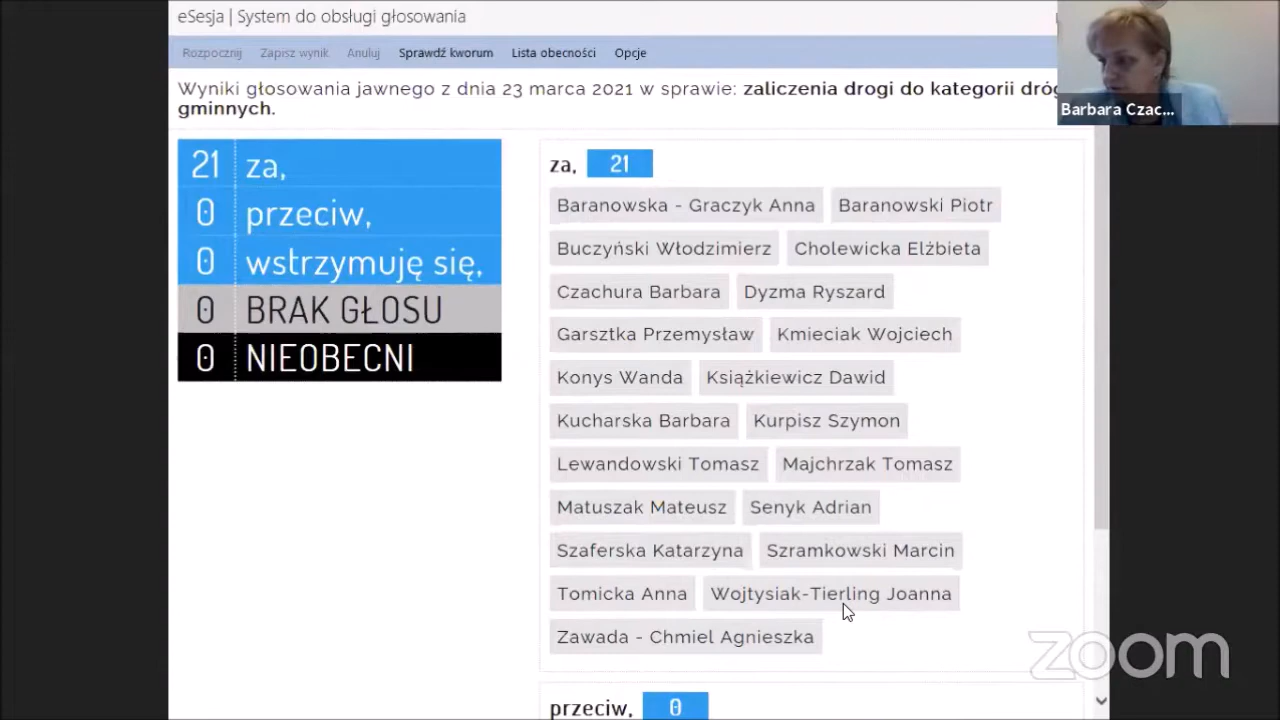 eSesja | System do obsługi głosowania
Rozpocznij Zapisz wynik Anuluj Sprawdź kworum Lista obecności Opcje
Wyniki głosowania jawnego z dnia 23 marca 2021 w sprawie: zaliczenia drogi do kategorii dróg
gminnych.
Barbara Czac...
21 za,
0 przeciw,
0 wstrzymuję się,
0 BRAK GŁOSU
0 NIEOBECNI
za, 21
Baranowska - Graczyk Anna Baranowski Piotr
Buczyński Włodzimierz Cholewicka Elżbieta
Czachura Barbara Dyzma Ryszard
Garsztka Przemysław Kmieciak Wojciech
Konys Wanda Książkiewicz Dawid
Kucharska Barbara Kurpisz Szymon
Lewandowski Tomasz Majchrzak Tomasz
Matuszak Mateusz Senyk Adrian
Szaferska Katarzyna Szramkowski Marcin
Tomicka Anna Wojtysiak-Tierling Joanna
Zawada - Chmiel Agnieszka
przeciw, 0
zoom